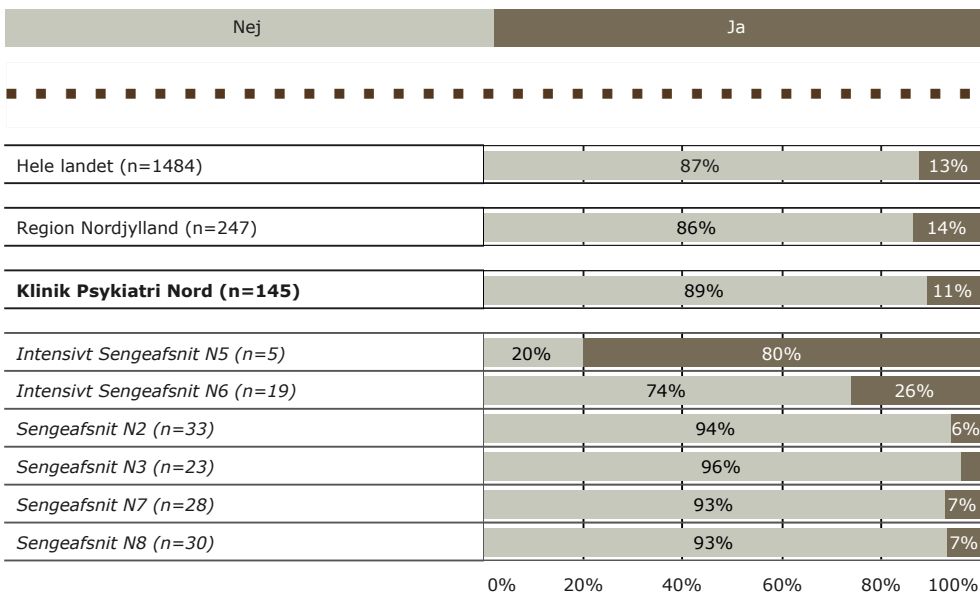 Nej Ja
Hele landet (n=1484) 87% 13%
Region Nordjylland (n=247) 86% 14%
Klinik Psykiatri Nord (n=145) 89% 11%
Intensivt Sengeafsnit N5 (n=5) 20% 80%
Intensivt Sengeafsnit N6 (n=19) 74% 26%
Sengeafsnit N2 (n=33) 94% 6%
Sengeafsnit N3 (n=23) 96%
Sengeafsnit N7 (n=28) 93% 7%
Sengeafsnit N8 (n=30) 93% 7%
0% 20% 40% 60% 80% 100%